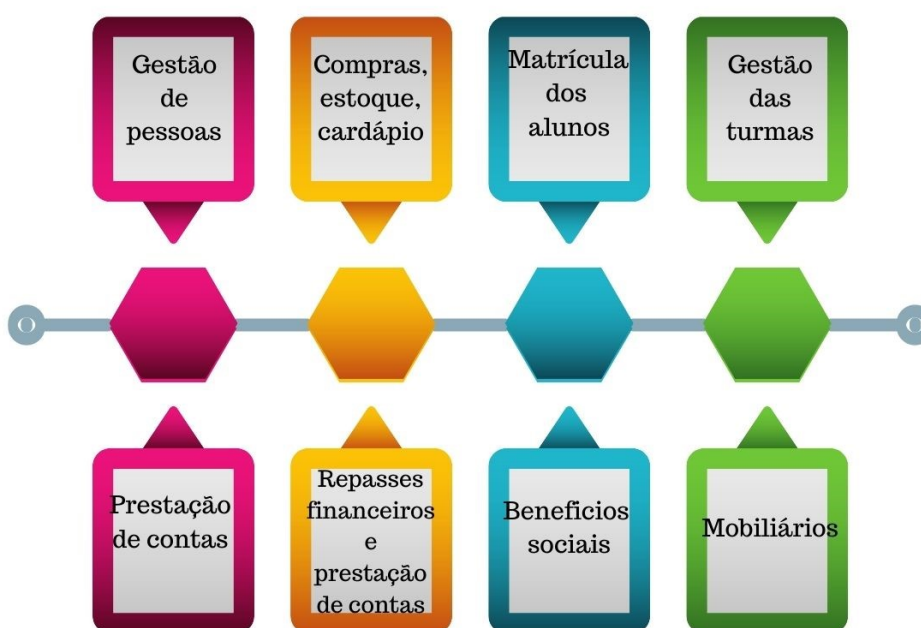 Gestão
de
pessoas
Compras,
estoque,
cardápio
Matrícula
dos
alunos
Gestão
das
turmas
Prestação
de contas
Repasses
financeiros
e
prestação
de contas
Beneficios
sociais
Mobiliários